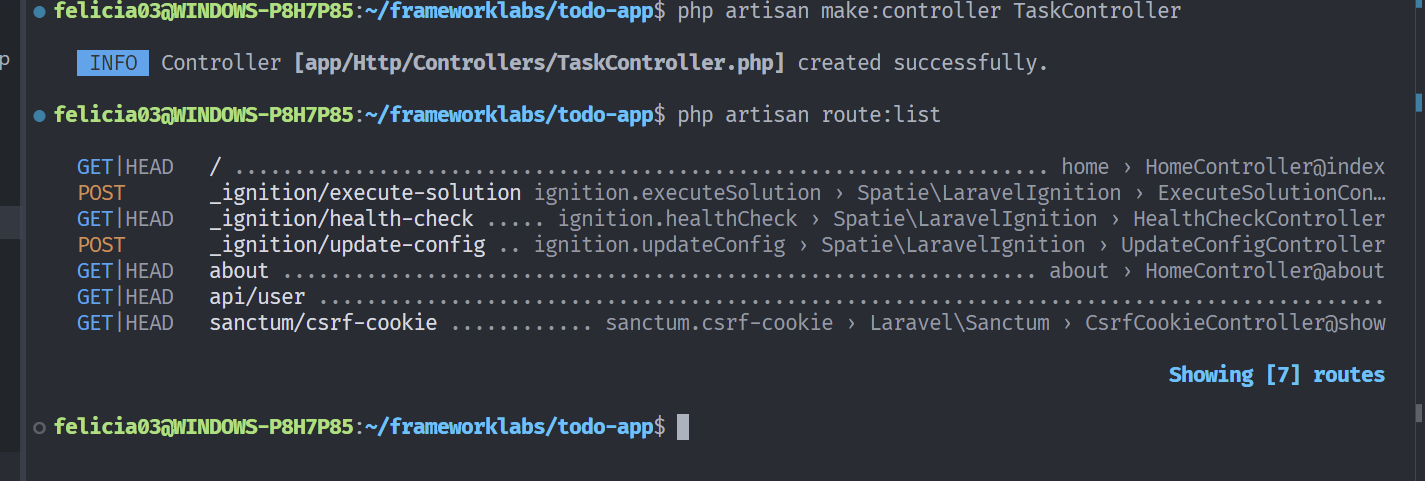 p
felicia03@WINDOWS-P8H7P85:~/frameworklabs/todo-app$ php artisan make:controller TaskController
INFO Controller [app/Http/Controllers/TaskController.php] created successfully.
felicia03@WINDOWS-P8H7P85:~/frameworklabs/todo-app$ php artisan route:list
GET|HEAD / .................................................................... home › HomeController@index
POST _ignition/execute-solution ignition.executeSolution › Spatie\LaravelIgnition › ExecuteSolutionCon…
GET|HEAD _ignition/health-check ..... ignition.healthCheck › Spatie\LaravelIgnition › HealthCheckController
POST _ignition/update-config .. ignition.updateConfig › Spatie\LaravelIgnition › UpdateConfigController
GET|HEAD about ............................................................... about › HomeController@about
GET|HEAD api/user .........................................................................................
GET|HEAD sanctum/csrf-cookie ............ sanctum.csrf-cookie › Laravel\Sanctum › CsrfCookieController@show
Showing [7] routes
felicia03@WINDOWS-P8H7P85:~/frameworklabs/todo-app$